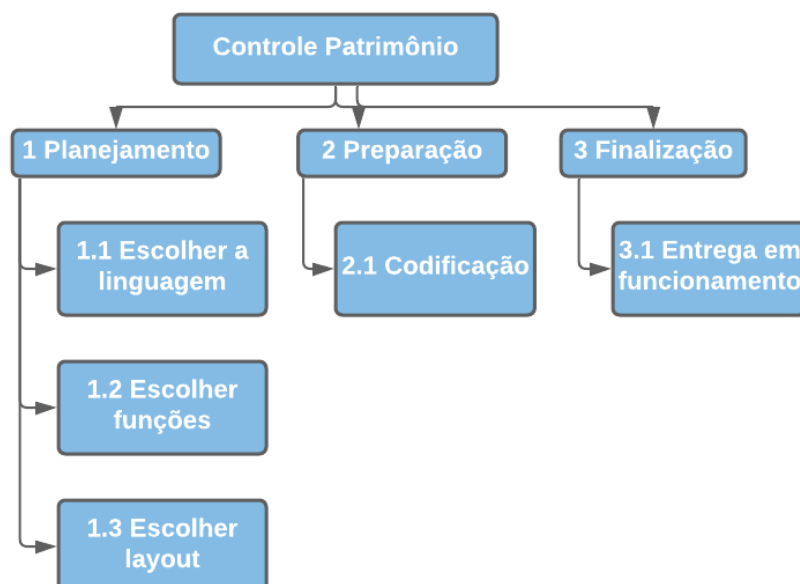 Controle Patrimônio
1 Planejamento
2 Preparação
3 Finalização
1.1 Escolher a
linguagem
2.1 Codificação
3.1 Entrega em
funcionamento
1.2 Escolher
funções
1.3 Escolher
layout